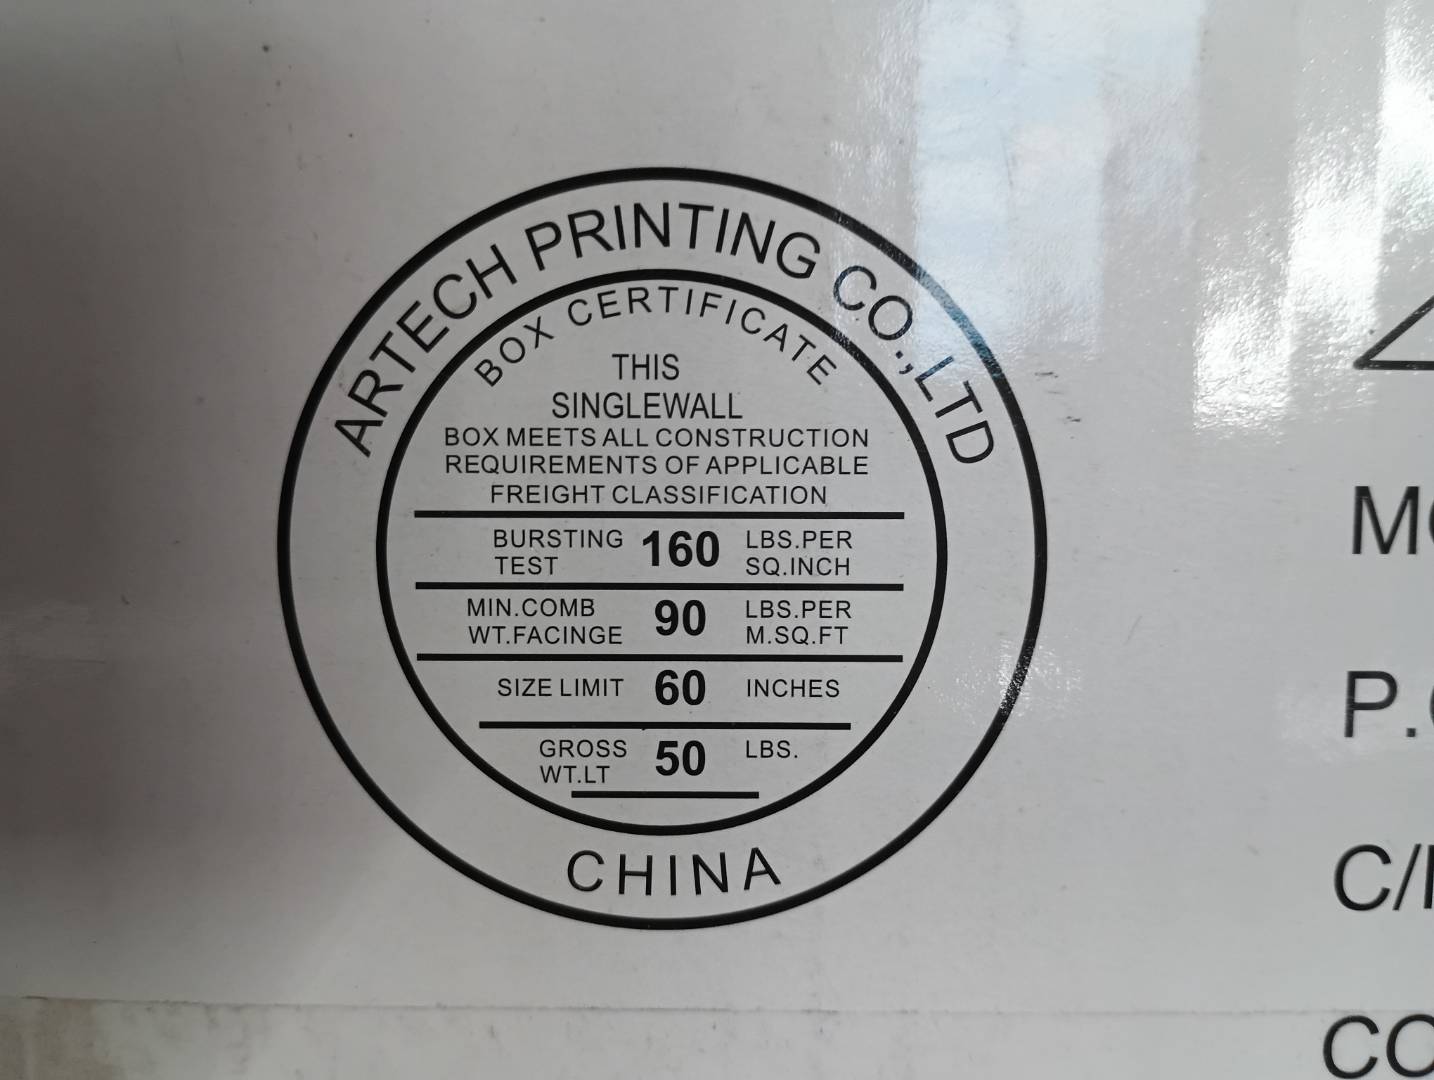 ARTECH PRINTING CO.,LTD
BOX CERTIFICATE
THIS
SINGLEWALL
BOX MEETS ALL CONSTRUCTION
REQUIREMENTS OF APPLICABLE
FREIGHT CLASSIFICATION
BURSTING TEST 160 LBS.PER SQ.INCH
MIN.COMB WT.FACINGE 90 LBS.PER M.SQ.FT
SIZE LIMIT 60 INCHES
GROSS WT.LT 50 LBS.
CHINA